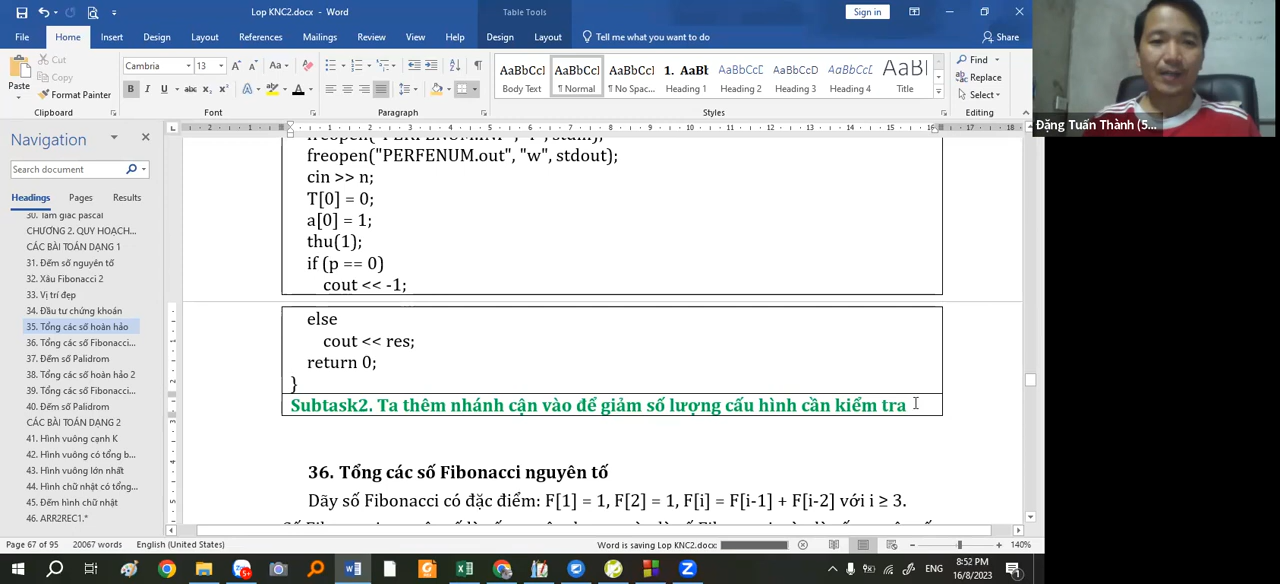 Lop KNC2.docx - Word
Table Tools
Sign in
File
Home
Insert
Design
Layout
References
Mailings
Review
View
Help
Design
Layout
Tell me what you want to do
Share
Paste
Cut
Copy
Format Painter
Clipboard
Cambria
13
Font
Paragraph
AaBbCcI
Body Text
AaBbCcI
¶ Normal
AaBbCcI
¶ No Spac...
1. AaBb
Heading 1
AaBbCcD
Heading 2
AaBbCcD
Heading 3
AaBbCcD
Heading 4
AaBl
Title
Styles
Find
Replace
Select
Editing
Đặng Tuấn Thành (5...
Navigation
Search document
Headings
Pages
Results
30. Tam giác pascal
CHƯƠNG 2. QUY HOẠCH...
CÁC BÀI TOÁN DẠNG 1
31. Đếm số nguyên tố
32. Xâu Fibonacci 2
33. Vị trí đẹp
34. Đầu tư chứng khoán
35. Tổng các số hoàn hảo
36. Tổng các số Fibonacci...
37. Đếm số Palidrom
38. Tổng các số hoàn hảo 2
39. Tổng các số Fibonacci...
40. Đếm số Palidrom
CÁC BÀI TOÁN DẠNG 2
41. Hình vuông cạnh K
42. Hình vuông có tổng b...
43. Hình vuông lớn nhất
44. Hình chữ nhật có tổng...
45. Đếm hình chữ nhật
46. ARR2REC1.*
freopen("PERFENUM.out", "w", stdout);
cin >> n;
T[0] = 0;
a[0] = 1;
thu(1);
if (p == 0)
cout << -1;
else
cout << res;
return 0;
}
Subtask2. Ta thêm nhánh cận vào để giảm số lượng cấu hình cần kiểm tra
36. Tổng các số Fibonacci nguyên tố
Dãy số Fibonacci có đặc điểm: F[1] = 1, F[2] = 1, F[i] = F[i-1] + F[i-2] với i ≥ 3.
Page 67 of 95
20067 words
English (United States)
Word is saving Lop KNC2.docx:
140%
ENG
8:52 PM
16/8/2023